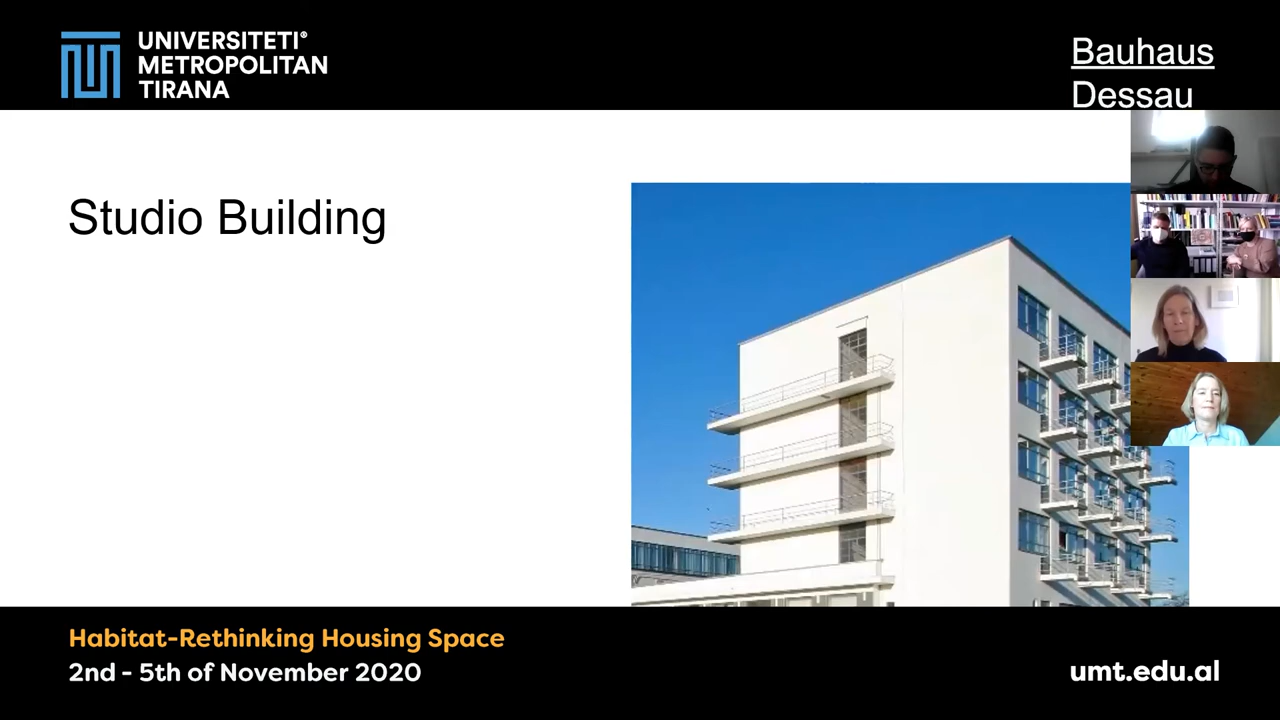 UNIVERSITETI®
METROPOLITAN
TIRANA
Bauhaus
Dessau
Studio Building
Habitat-Rethinking Housing Space
2nd - 5th of November 2020
umt.edu.al